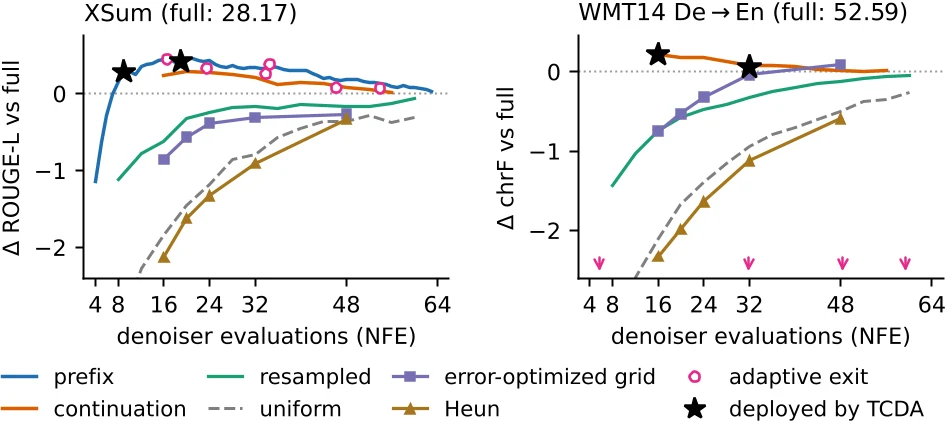 XSum (full: 28.17)
Δ ROUGE-L vs full
0
−1
−2
4 8 16 24 32 48 64
denoiser evaluations (NFE)
WMT14 De→En (full: 52.59)
Δ chrF vs full
0
−1
−2
4 8 16 24 32 48 64
denoiser evaluations (NFE)
prefix resampled error-optimized grid adaptive exit
continuation uniform Heun deployed by TCDA